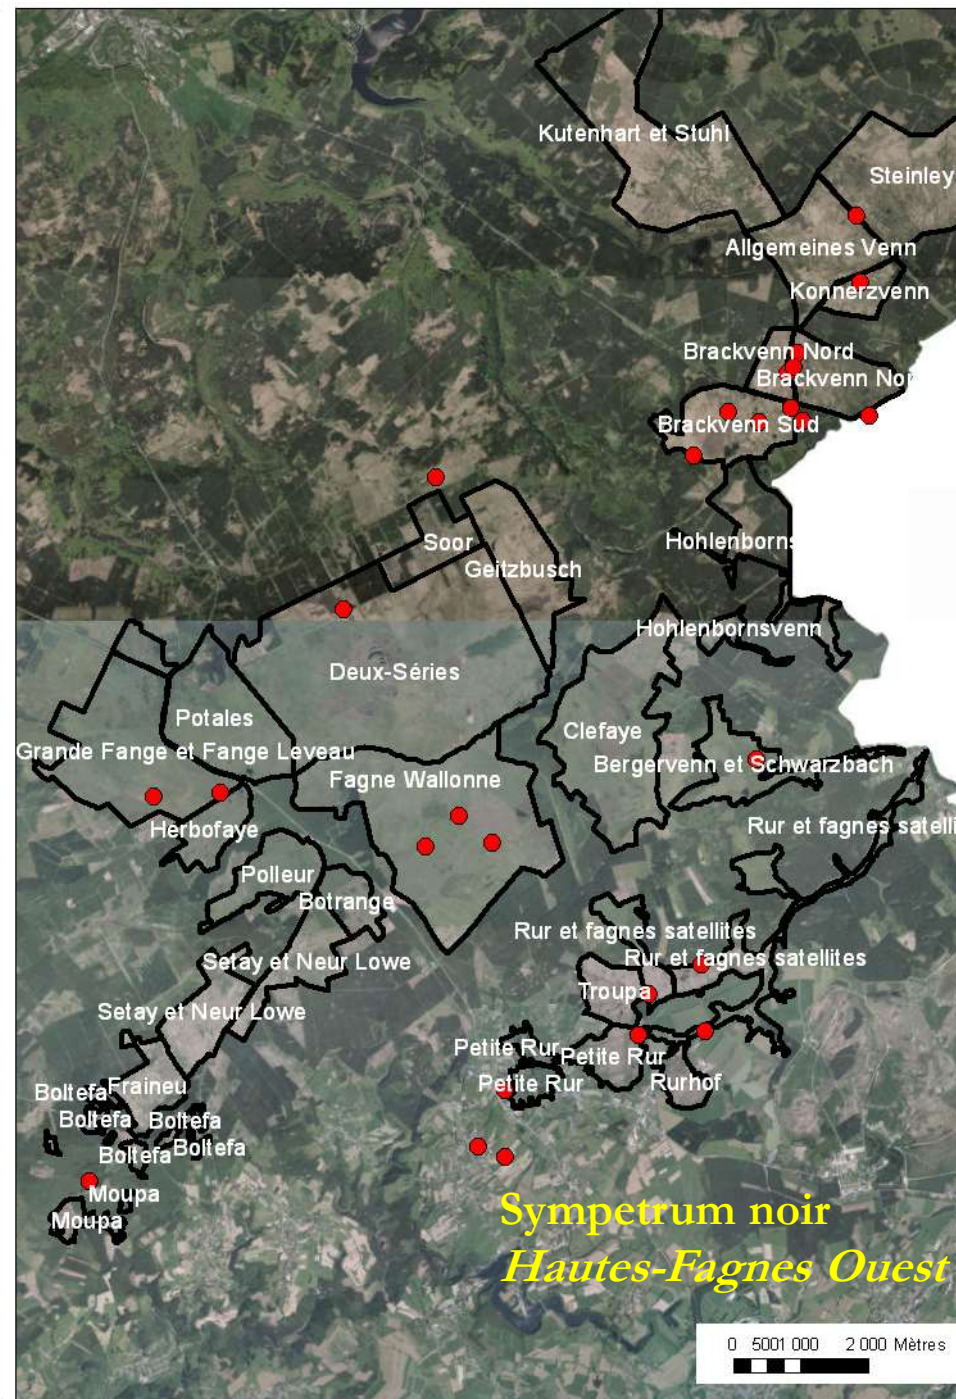 Kutenhart et Stuhl
Steinley
Allgemeines Venn
Konnerzvenn
Brackvenn Nord
Brackvenn Nor
Brackvenn Sud
Soor
Hohlenborns
Geitzbusch
Hohlenbornsvenn
Deux-Séries
Potales
Clefaye
Grande Fange et Fange Leveau
Bergervenn et Schwarzbach
Fagne Wallonne
Herbofaye
Rur et fagnes satelli
Polleur
Botrange
Rur et fagnes satellites
Rur et fagnes satellites
Setay et Neur Lowe
Troupa
Setay et Neur Lowe
Petite Rur
Petite Rur
Petite Rur
Rurhof
Fraineu
Boltefa
Boltefa
Boltefa
Boltefa
Boltefa
Moupa
Moupa
Sympetrum noir
Hautes-Fagnes Ouest
0 5001 000 2 000 Mètres